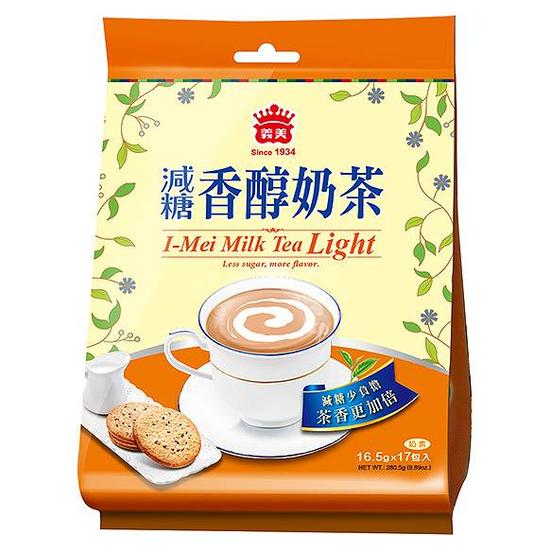 義美
Since 1934
減糖
香醇奶茶
I-Mei Milk Tea Light
Less sugar, more flavor.
減糖少負擔
茶香更加倍
奶素
16.5g×17包入
NET WT.: 280.5g (9.89oz.)